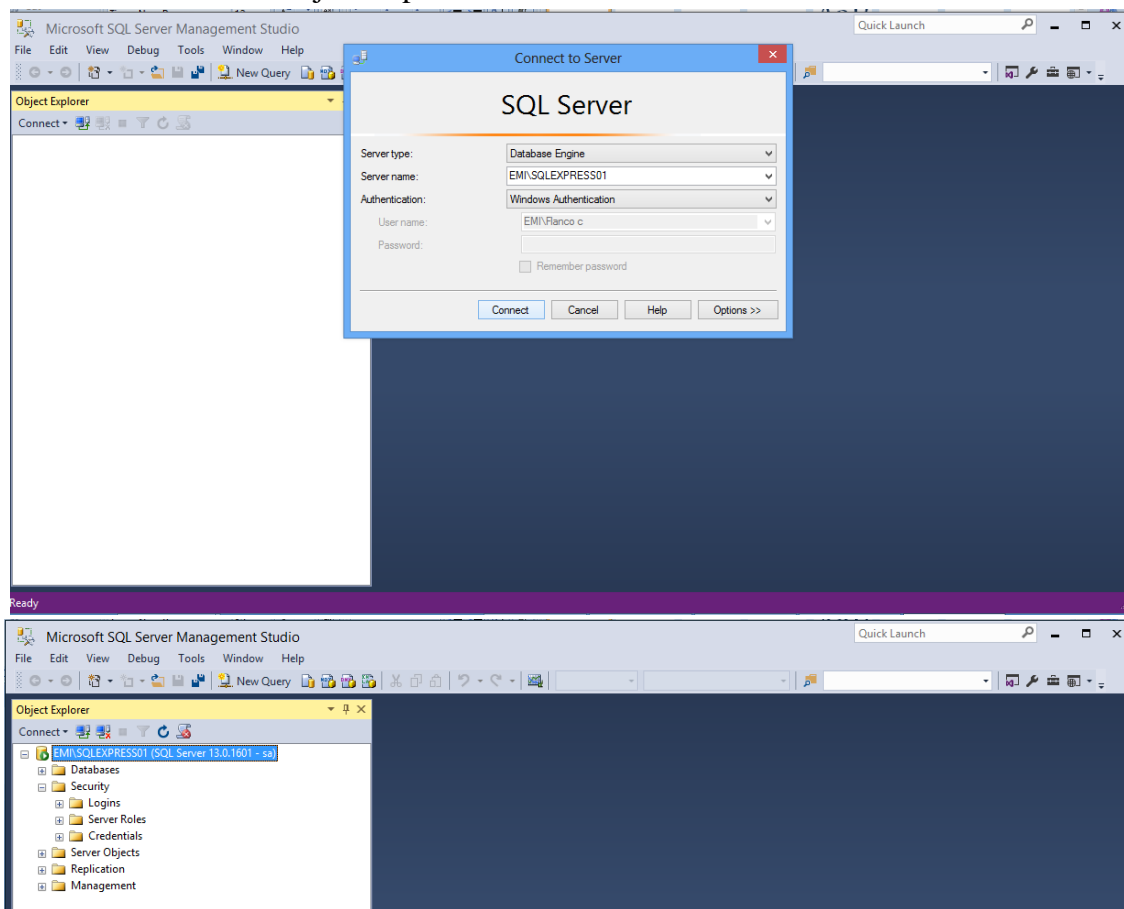 Microsoft SQL Server Management Studio
Quick Launch
File Edit View Debug Tools Window Help
New Query
Object Explorer
Connect
Connect to Server
SQL Server
Server type: Database Engine
Server name: EMI\SQLEXPRESS01
Authentication: Windows Authentication
User name: EMI\Ranco c
Password:
Remember password
Connect Cancel Help Options >>
Ready
Microsoft SQL Server Management Studio
Quick Launch
File Edit View Debug Tools Window Help
New Query
Object Explorer
Connect
EMI\SQLEXPRESS01 (SQL Server 13.0.1601 - sa)
Databases
Security
Logins
Server Roles
Credentials
Server Objects
Replication
Management